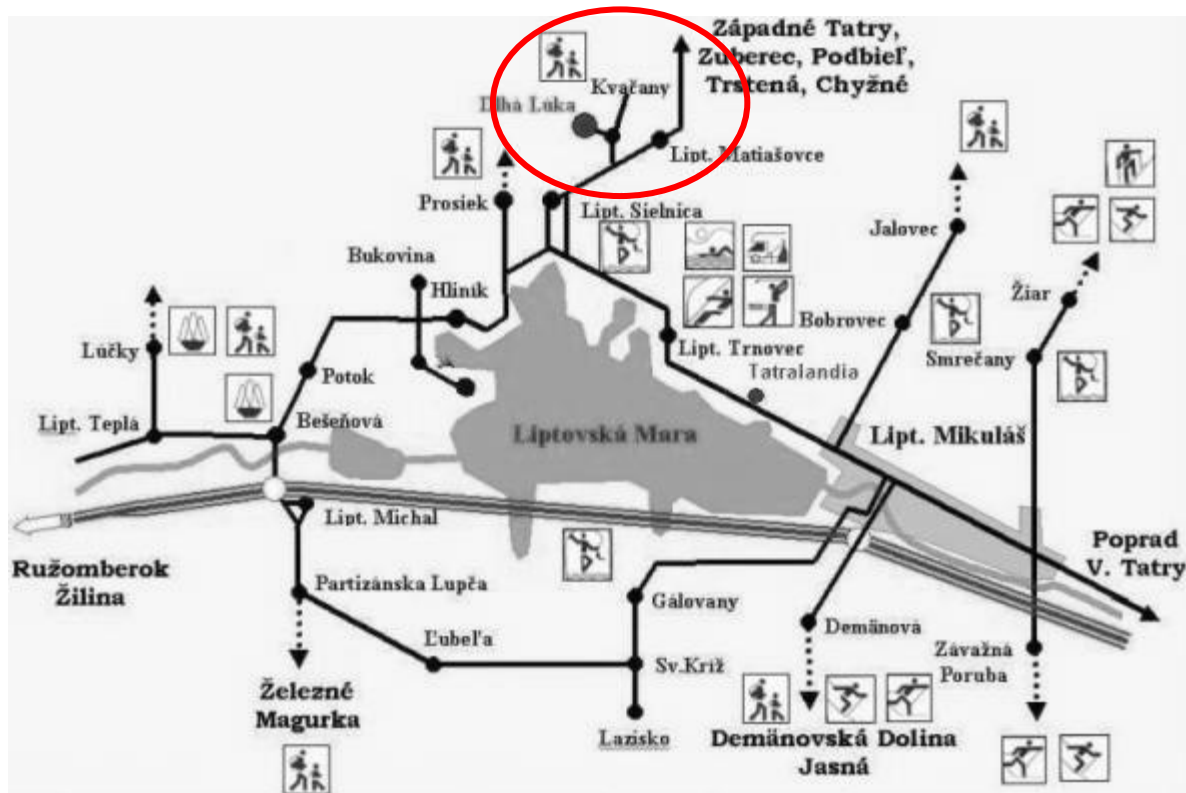 Západné Tatry,
Zuberec, Podbieľ,
Trstená, Chyžné
Kvačany
Dlhá Lúka
Lipt. Matiašovce
Prosiek
Lipt. Sielnica
Jalovec
Bukovina
Hliník
Žiar
Bobrovec
Lúčky
Lipt. Trnovec
Smrečany
Potok
Tatralandia
Lipt. Teplá
Bešeňová
Liptovská Mara
Lipt. Mikuláš
Lipt. Michal
Poprad
V. Tatry
Ružomberok
Žilina
Partizánska Lupča
Gálovany
Demänová
Ľubeľa
Sv.Kríž
Závažná
Poruba
Železné
Magurka
Lazisko
Demänovská Dolina
Jasná